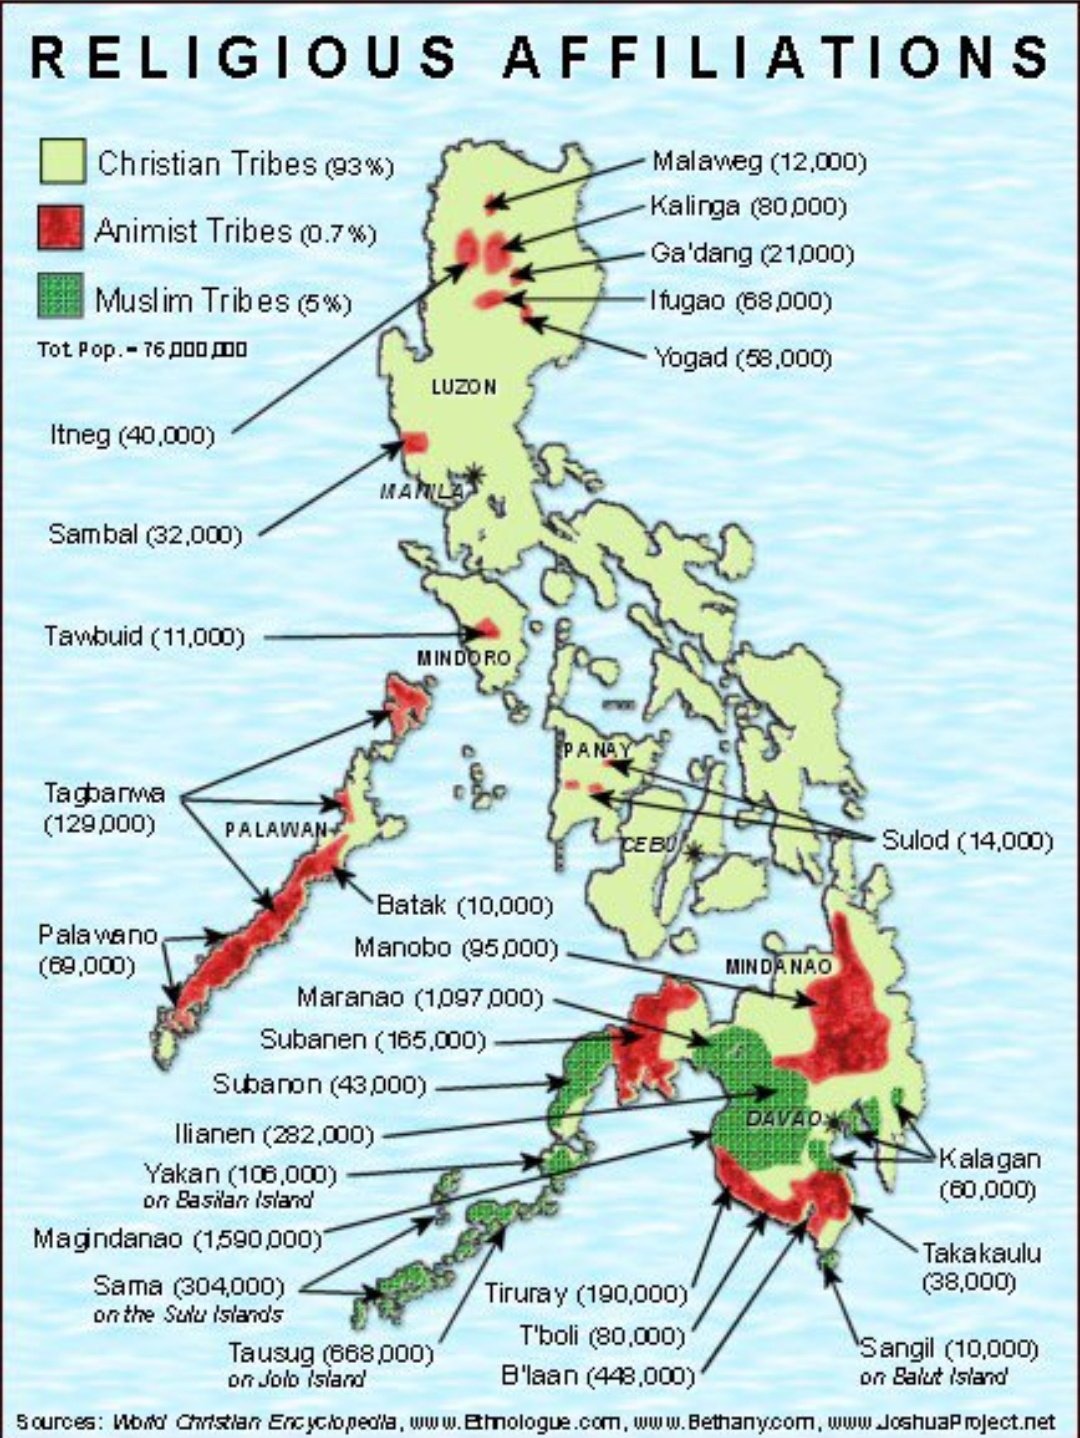 RELIGIOUS AFFILIATIONS
Christian Tribes (93%)
Animist Tribes (0.7%)
Muslim Tribes (5%)
Tot. Pop. = 76,000,000
Malaweg (12,000)
Kalinga (80,000)
Ga'dang (21,000)
Ifugao (68,000)
Yogad (58,000)
LUZON
Itneg (40,000)
MANILA
Sambal (32,000)
Tawbuid (11,000)
MINDORO
PANAY
Tagbanwa
(129,000)
PALAWAN
CEBU
Sulod (14,000)
Batak (10,000)
Palawano
(69,000)
Manobo (95,000)
MINDANAO
Maranao (1,097,000)
Subanen (165,000)
Subanon (43,000)
DAVAO
Ilianen (282,000)
Kalagan
(60,000)
Yakan (106,000)
on Basilan Island
Magindanao (1,590,000)
Takakaulu
(38,000)
Sama (304,000)
on the Sulu Islands
Tiruray (190,000)
T'boli (80,000)
Tausug (668,000)
on Jolo Island
B'laan (448,000)
Sangil (10,000)
on Balut Island
Sources: World Christian Encyclopedia, www.Ethnologue.com, www.Bethany.com, www.JoshuaProject.net